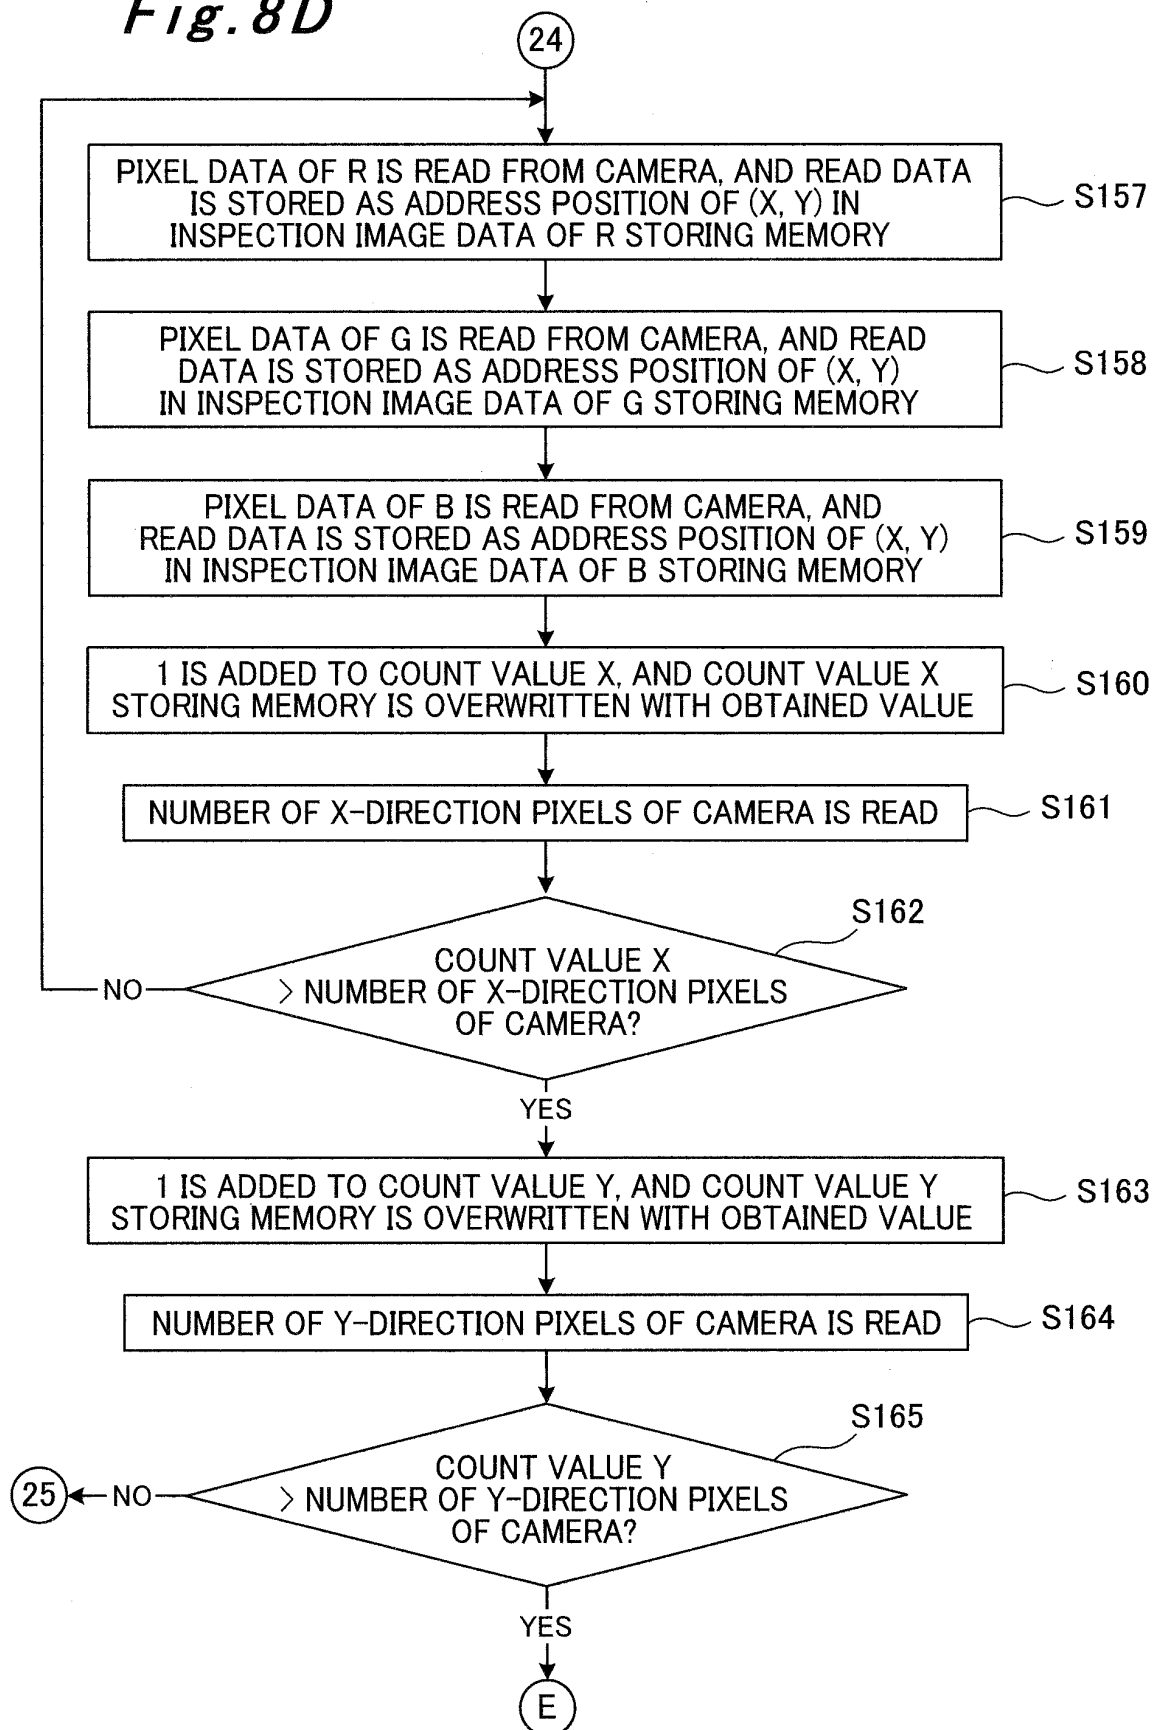 Fig.8D
24
PIXEL DATA OF R IS READ FROM CAMERA, AND READ DATA
IS STORED AS ADDRESS POSITION OF (X, Y) IN
INSPECTION IMAGE DATA OF R STORING MEMORY
S157
PIXEL DATA OF G IS READ FROM CAMERA, AND READ
DATA IS STORED AS ADDRESS POSITION OF (X, Y)
IN INSPECTION IMAGE DATA OF G STORING MEMORY
S158
PIXEL DATA OF B IS READ FROM CAMERA, AND
READ DATA IS STORED AS ADDRESS POSITION OF (X, Y)
IN INSPECTION IMAGE DATA OF B STORING MEMORY
S159
1 IS ADDED TO COUNT VALUE X, AND COUNT VALUE X
STORING MEMORY IS OVERWRITTEN WITH OBTAINED VALUE
S160
NUMBER OF X-DIRECTION PIXELS OF CAMERA IS READ
S161
S162
COUNT VALUE X
> NUMBER OF X-DIRECTION PIXELS
OF CAMERA?
NO
YES
1 IS ADDED TO COUNT VALUE Y, AND COUNT VALUE Y
STORING MEMORY IS OVERWRITTEN WITH OBTAINED VALUE
S163
NUMBER OF Y-DIRECTION PIXELS OF CAMERA IS READ
S164
S165
COUNT VALUE Y
> NUMBER OF Y-DIRECTION PIXELS
OF CAMERA?
25
NO
YES
E